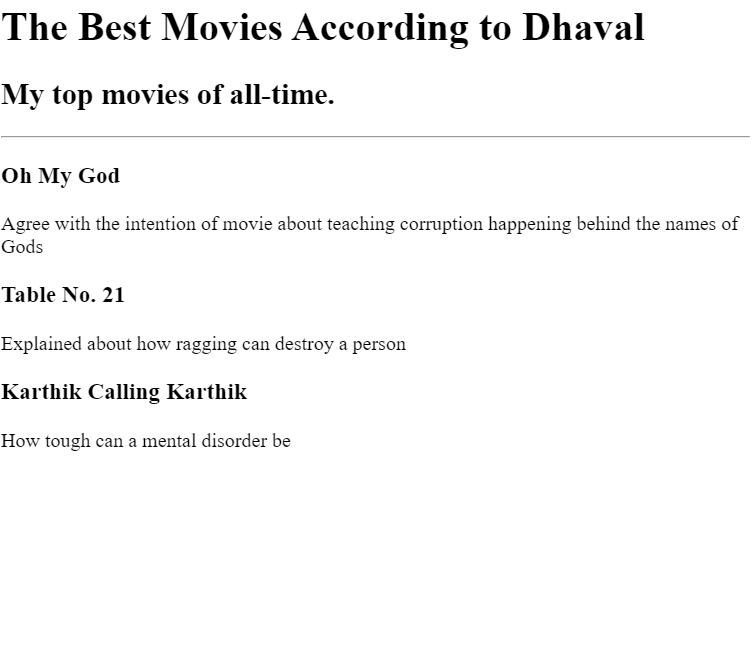 The Best Movies According to Dhaval
My top movies of all-time.
Oh My God
Agree with the intention of movie about teaching corruption happening behind the names of
Gods
Table No. 21
Explained about how ragging can destroy a person
Karthik Calling Karthik
How tough can a mental disorder be